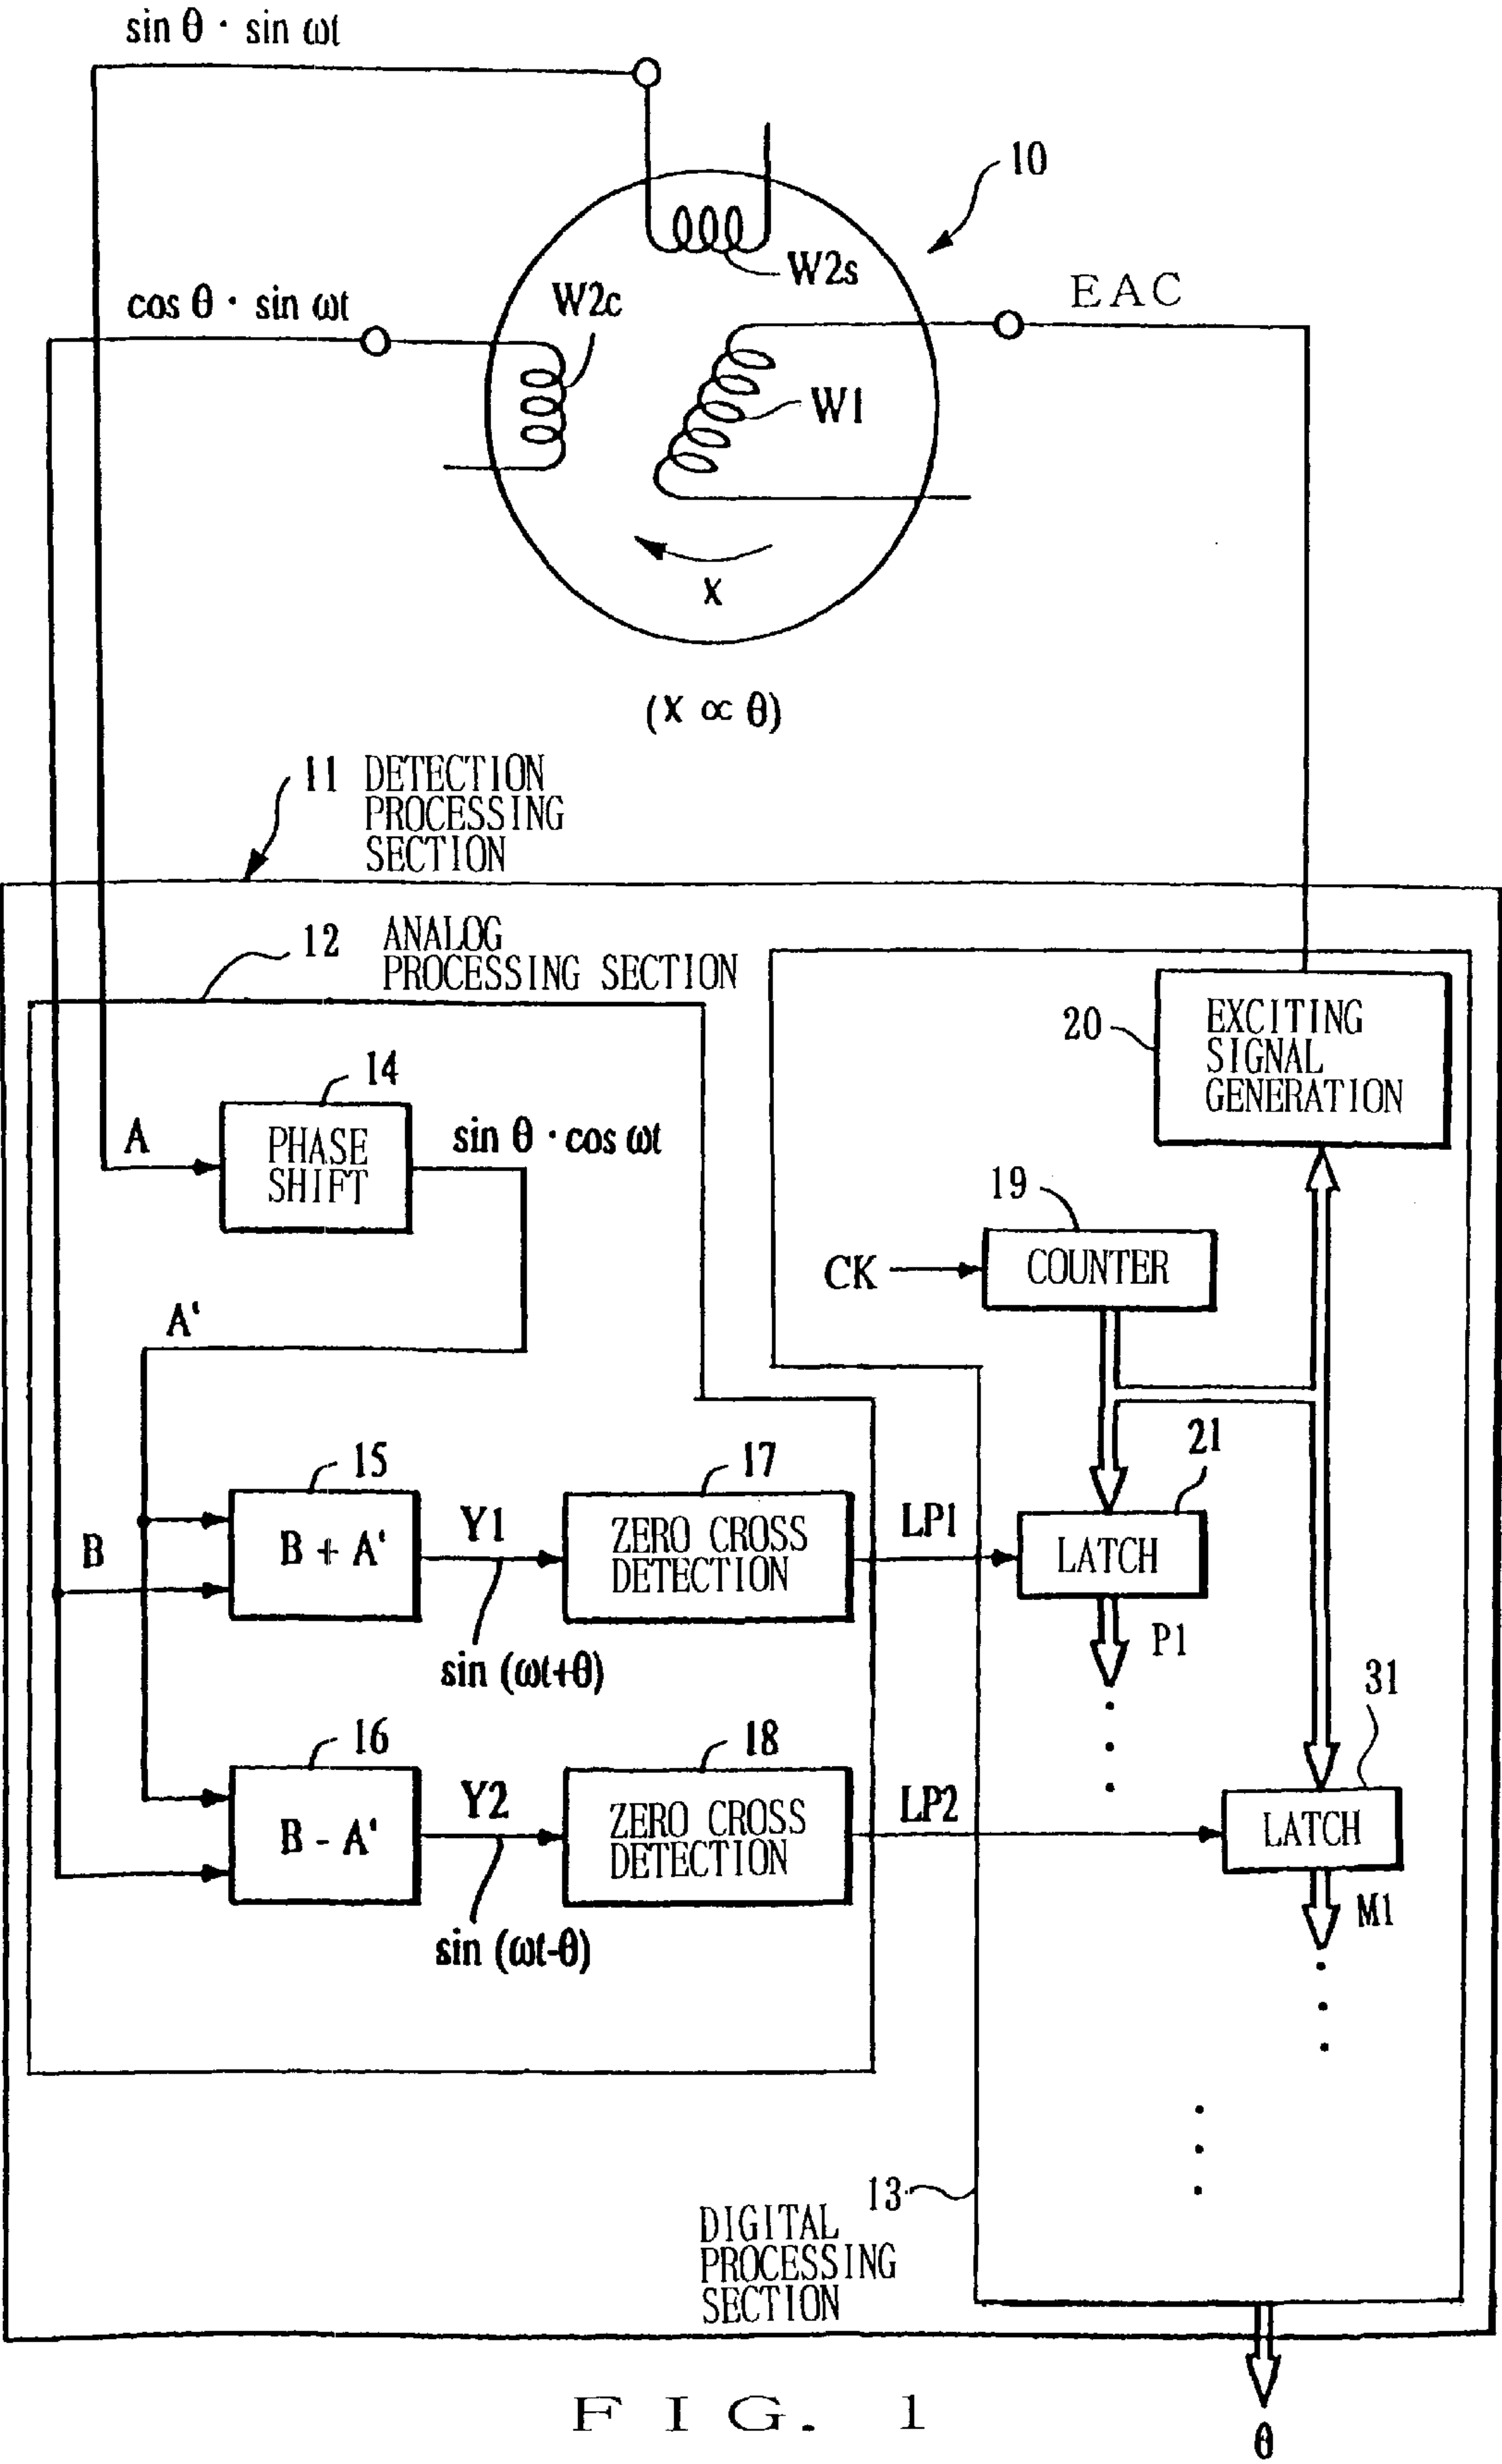 sin θ · sin ωt
10
W2s
cos θ · sin ωt
W2c
EAC
W1
X
(X ∝ θ)
11 DETECTION
PROCESSING
SECTION
12 ANALOG
PROCESSING SECTION
20
EXCITING
SIGNAL
GENERATION
14
A
PHASE
SHIFT
sin θ · cos ωt
19
CK
COUNTER
A'
21
15
17
B
B + A'
Y1
ZERO CROSS
DETECTION
LP1
LATCH
P1
sin (ωt+θ)
31
16
18
B - A'
Y2
ZERO CROSS
DETECTION
LP2
LATCH
M1
sin (ωt-θ)
13
DIGITAL
PROCESSING
SECTION
FIG. 1
θ